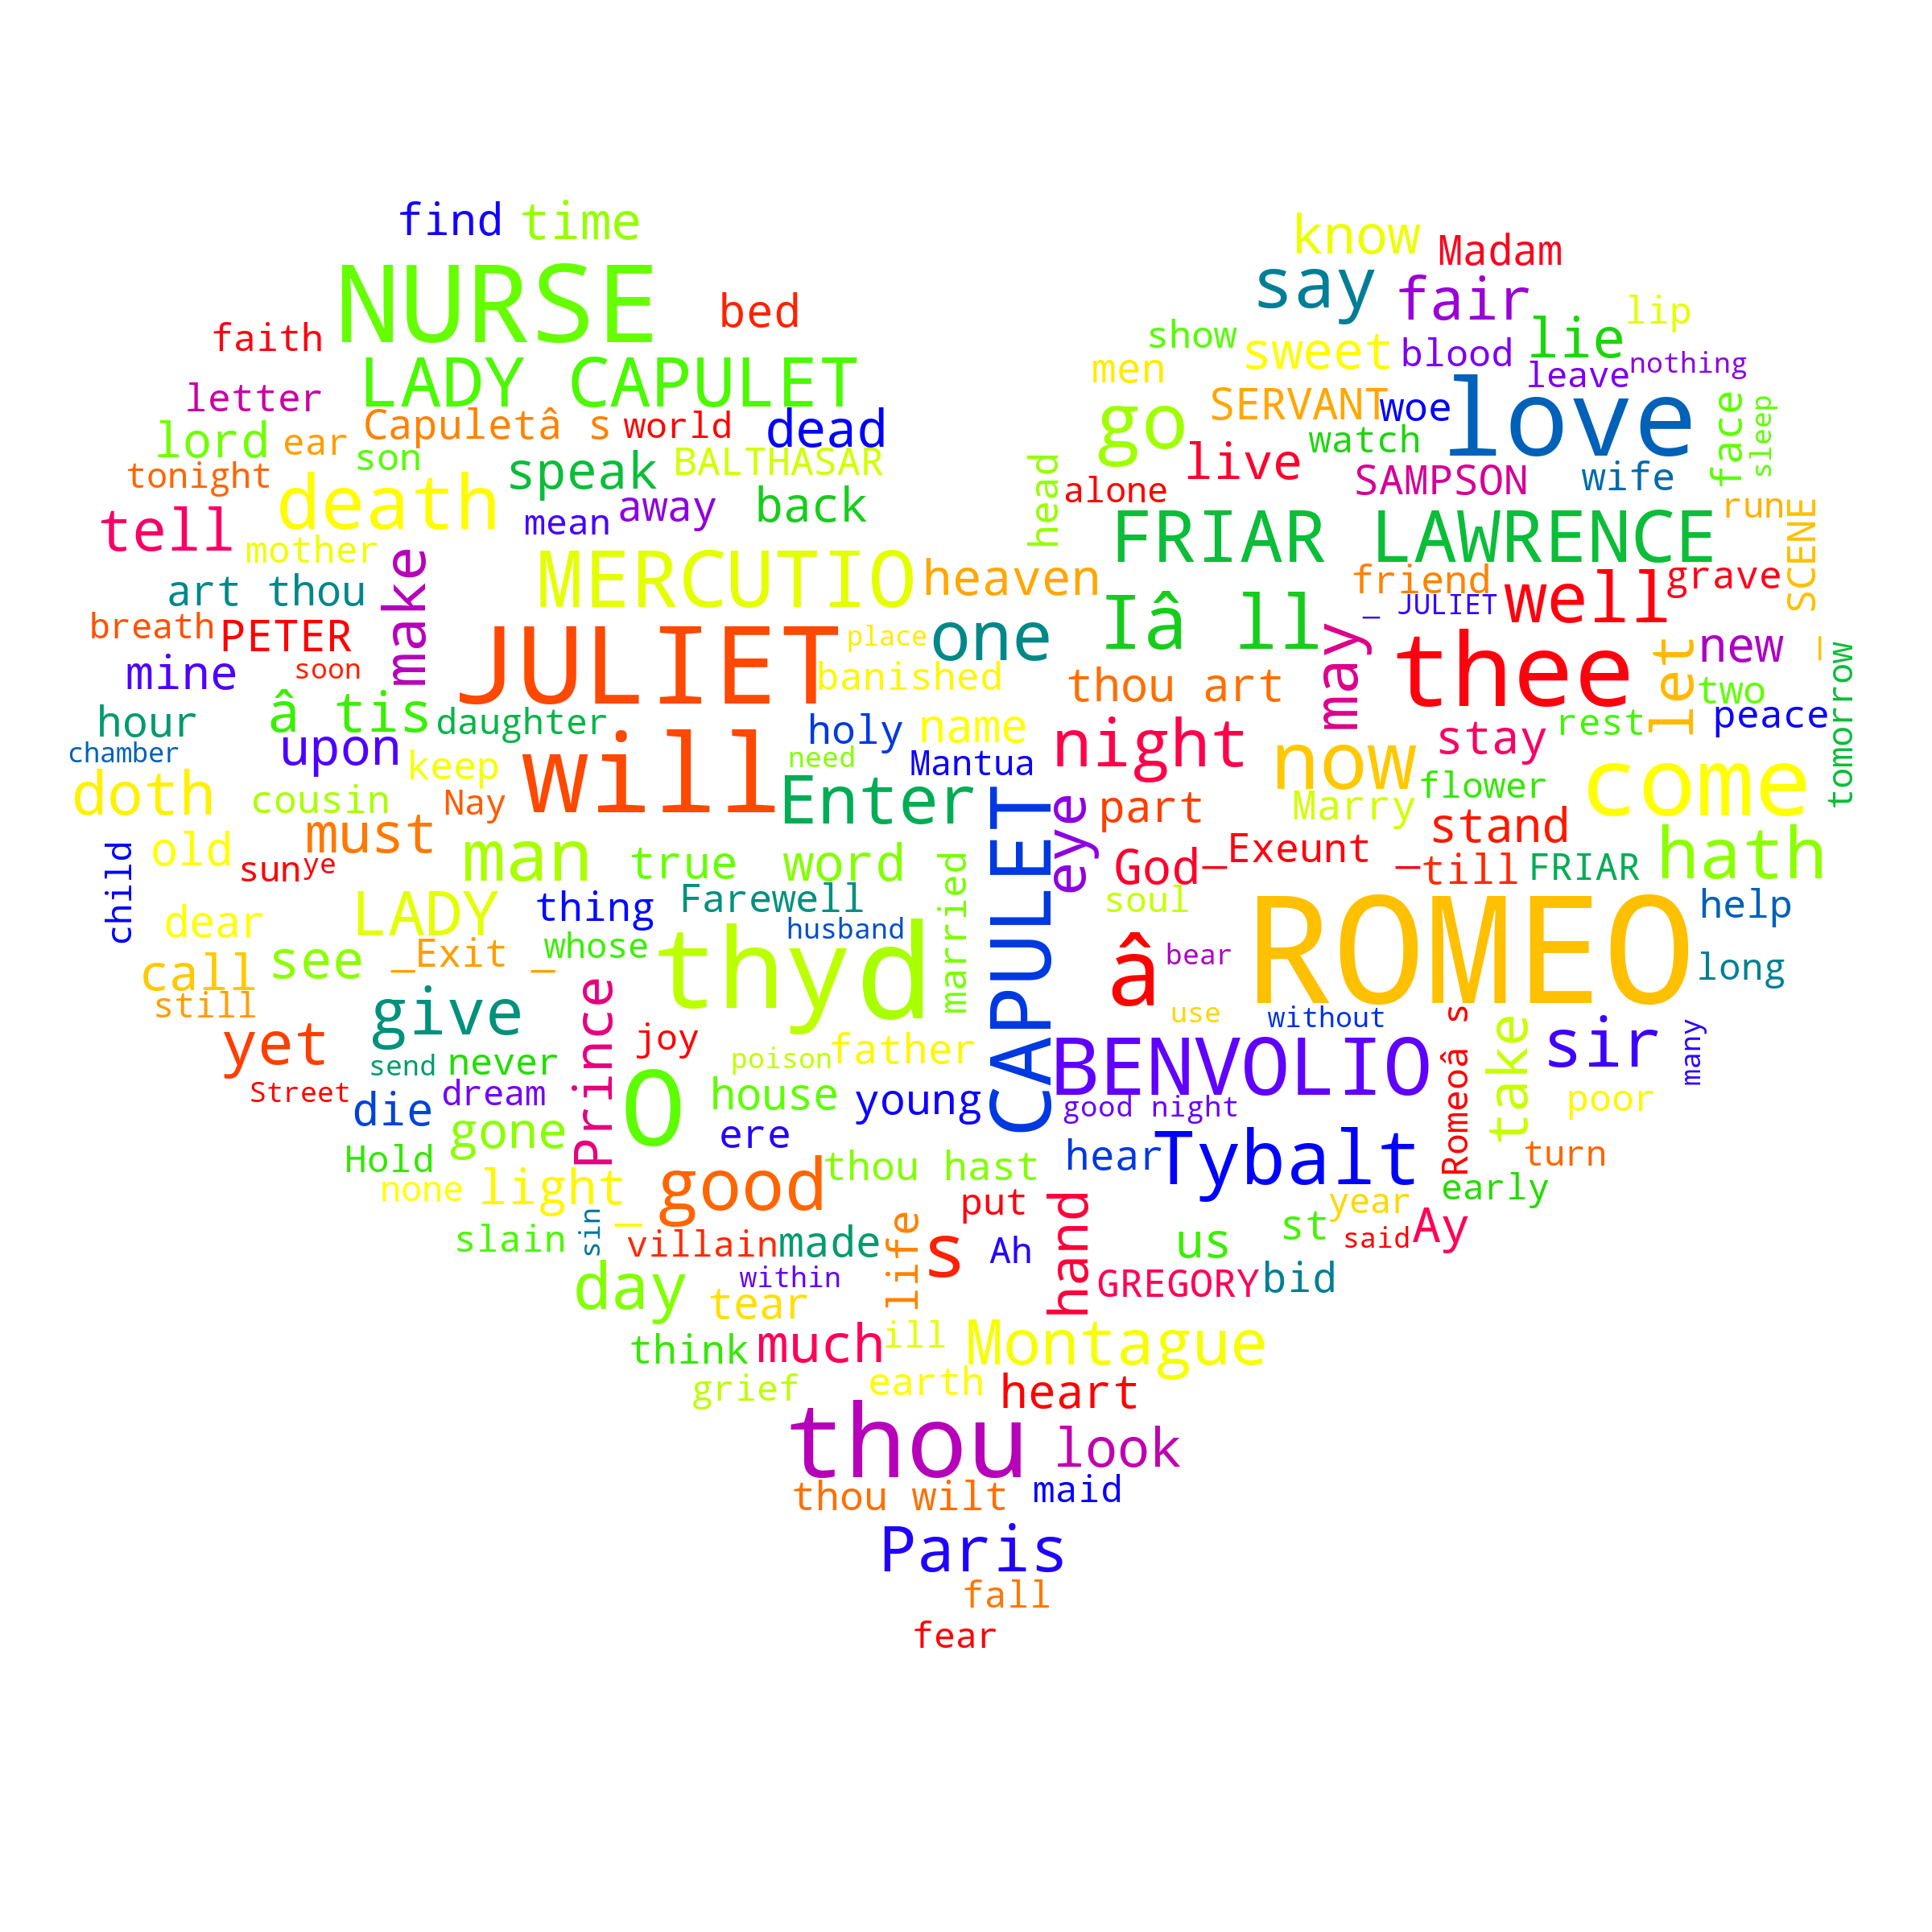 find time
know
Madam
NURSE
say
fair
bed
lip
faith
show
sweet
blood
lie
LADY CAPULET
men
leave
nothing
letter
Capuletâ s
world
dead
SERVANT
woe
love
go
face
sleep
lord
ear
son
speak
BALTHASAR
watch
live
tonight
death
head
alone
SAMPSON
wife
mean
away
back
run
tell
mother
make
MERCUTIO
heaven
FRIAR LAWRENCE
_ SCENE
art thou
friend
grave
breath
PETER
Iâ ll
_ JULIET
well
JULIET
place
one
may
thee
let
new
mine
soon
banished
thou art
two
tomorrow
hour
â tis
daughter
holy
name
night
stay
rest
peace
chamber
upon
keep
will
need
Mantua
now
flower
come
doth
cousin
Nay
Enter
CAPULET
eye
part
Marry
stand
child
old
must
man
true
word
God
_Exeunt _
till
FRIAR
hath
sun
ye
LADY
thing
Farewell
married
soul
ROMEO
help
dear
husband
call
see
_Exit _
whose
thyd
â
bear
long
still
give
Prince
use
without
Romeoâ s
take
sir
many
yet
send
never
joy
poison
father
BENVOLIO
Street
die
dream
O
house
young
good night
poor
gone
ere
hear
Tybalt
turn
Hold
none
light
_
good
thou hast
year
early
slain
sin
villain
made
life
s
put
Ah
hand
us
st
said
Ay
day
within
tear
GREGORY
bid
think
much
ill
Montague
grief
earth
heart
thou
look
thou wilt
maid
Paris
fall
fear